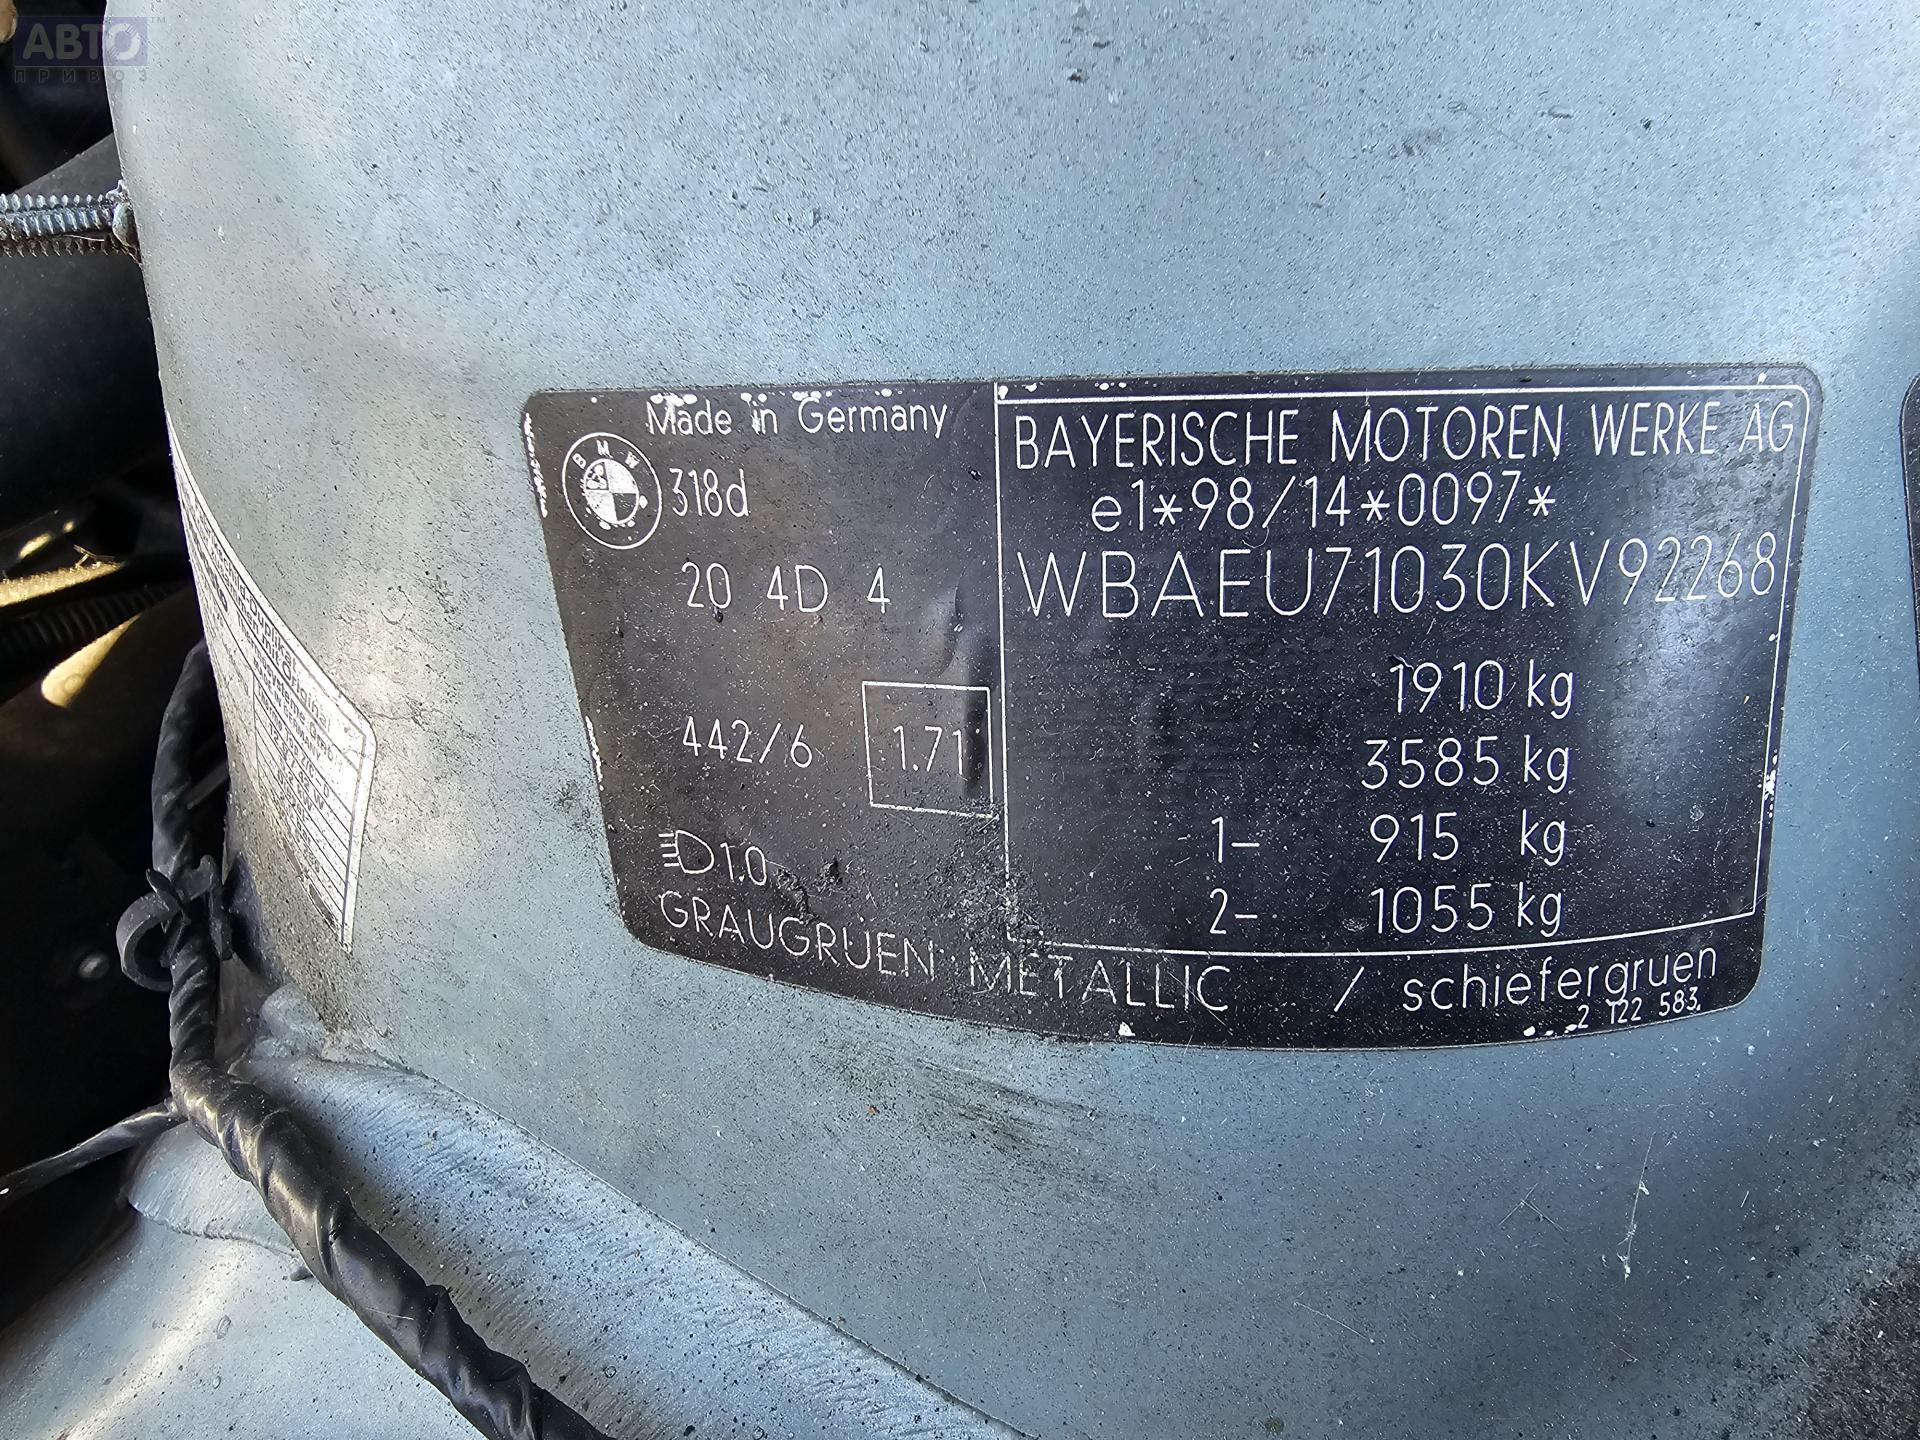 АВТО™
ПРИВОЗ
Made in Germany
BMW
318d
20 4D 4
442/6
1.71
1.0
GRAUGRUEN METALLIC / schiefergruen
2 122 583
BAYERISCHE MOTOREN WERKE AG
e1*98/14*0097*
WBAEU71030KV92268
1910 kg
3585 kg
1- 915 kg
2- 1055 kg